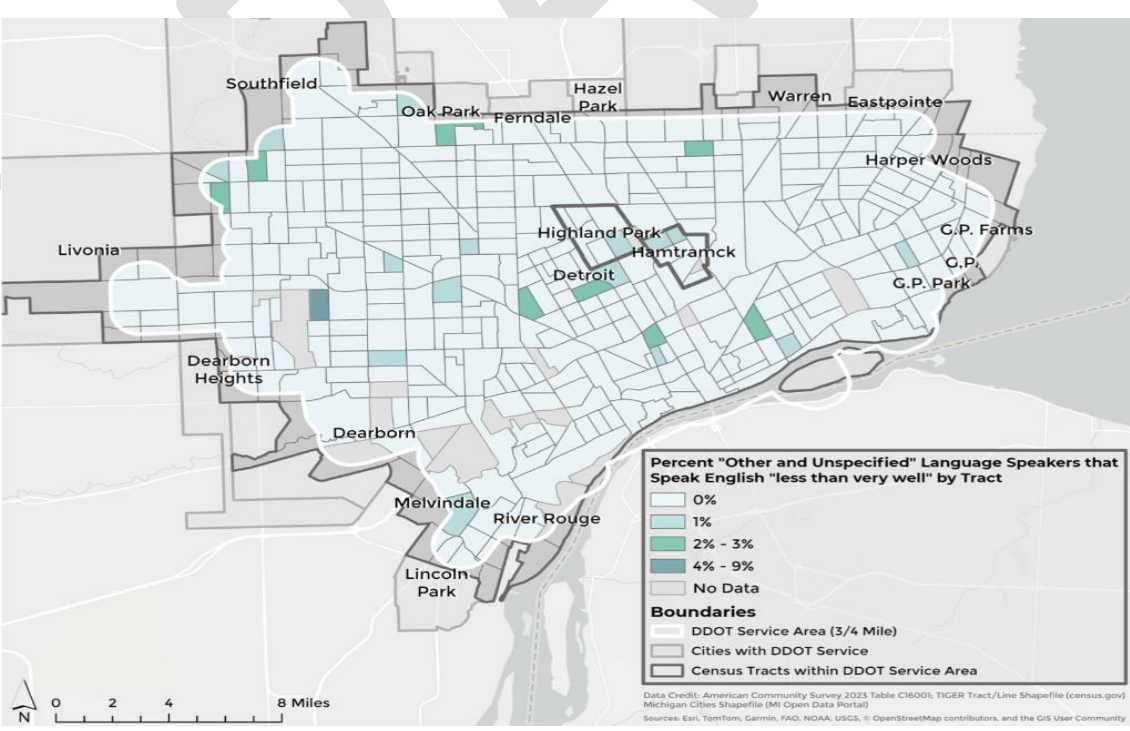 Southfield
Oak Park
Ferndale
Hazel
Park
Warren
Eastpointe
Harper Woods
Highland Park
G.P. Farms
Livonia
Hamtramck
G.P.
Detroit
G.P. Park
Dearborn
Heights
Dearborn
Melvindale
River Rouge
Lincoln
Park
Percent "Other and Unspecified" Language Speakers that
Speak English "less than very well" by Tract
0%
1%
2% - 3%
4% - 9%
No Data
Boundaries
DDOT Service Area (3/4 Mile)
Cities with DDOT Service
Census Tracts within DDOT Service Area
N
0 2 4 8 Miles
Data Credit: American Community Survey 2023 Table C16001; TIGER Tract/Line Shapefile (census.gov)
Michigan Cities Shapefile (MI Open Data Portal)
Sources: Esri, TomTom, Garmin, FAO, NOAA, USGS, © OpenStreetMap contributors, and the GIS User Community